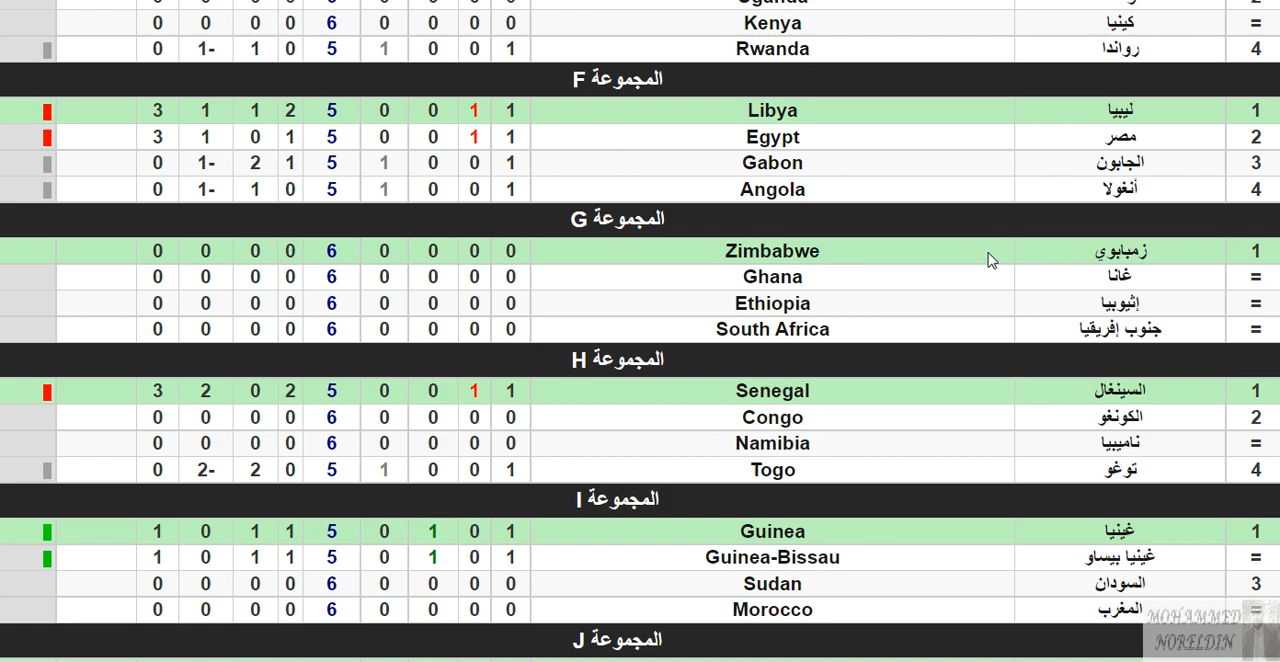 = كينيا Kenya 0 0 0 0 6 0 0 0 0
4 رواندا Rwanda 1 0 0 1 5 0 1 1- 0
المجموعة F
1 ليبيا Libya 1 1 0 0 5 2 1 1 3
2 مصر Egypt 1 1 0 0 5 1 0 1 3
3 الجابون Gabon 1 0 0 1 5 1 2 1- 0
4 أنغولا Angola 1 0 0 1 5 0 1 1- 0
المجموعة G
1 زمبابوي Zimbabwe 0 0 0 0 6 0 0 0 0
= غانا Ghana 0 0 0 0 6 0 0 0 0
= إثيوبيا Ethiopia 0 0 0 0 6 0 0 0 0
= جنوب إفريقيا South Africa 0 0 0 0 6 0 0 0 0
المجموعة H
1 السينغال Senegal 1 1 0 0 5 2 0 2 3
2 الكونغو Congo 0 0 0 0 6 0 0 0 0
= ناميبيا Namibia 0 0 0 0 6 0 0 0 0
4 توغو Togo 1 0 0 1 5 0 2 2- 0
المجموعة I
1 غينيا Guinea 1 0 1 0 5 1 1 0 1
= غينيا بيساو Guinea-Bissau 1 0 1 0 5 1 1 0 1
3 السودان Sudan 0 0 0 0 6 0 0 0 0
= المغرب Morocco 0 0 0 0 6 0 0 0 0
المجموعة J
MOHAMMED
NORELDIN